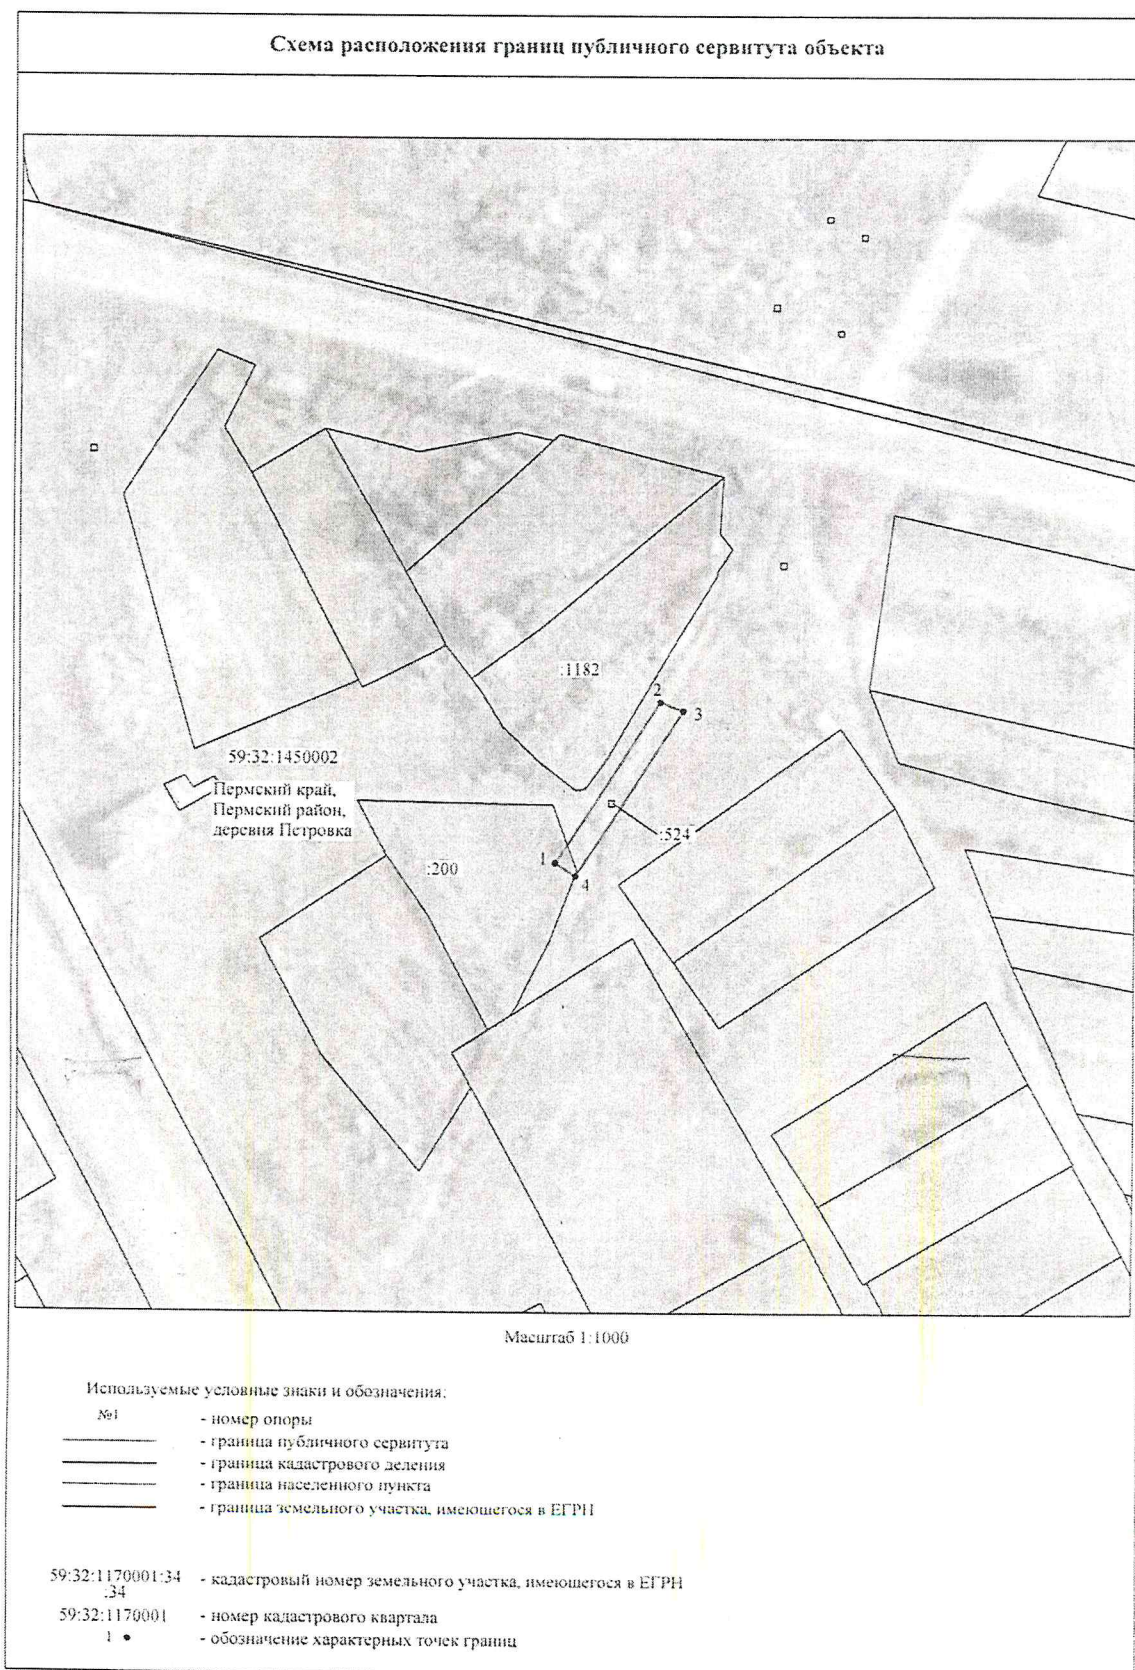 Схема расположения границ публичного сервитута объекта
:1182
2
3
59:32:1450002
Пермский край,
Пермский район,
деревня Петровка
:524
1
:200
4
Масштаб 1:1000
Используемые условные знаки и обозначения:
№1 - номер опоры
- граница публичного сервитута
- граница кадастрового деления
- граница населенного пункта
- граница земельного участка, имеющегося в ЕГРН
59:32:1170001:34 - кадастровый номер земельного участка, имеющегося в ЕГРН
:34
59:32:1170001 - номер кадастрового квартала
1 - обозначение характерных точек границ